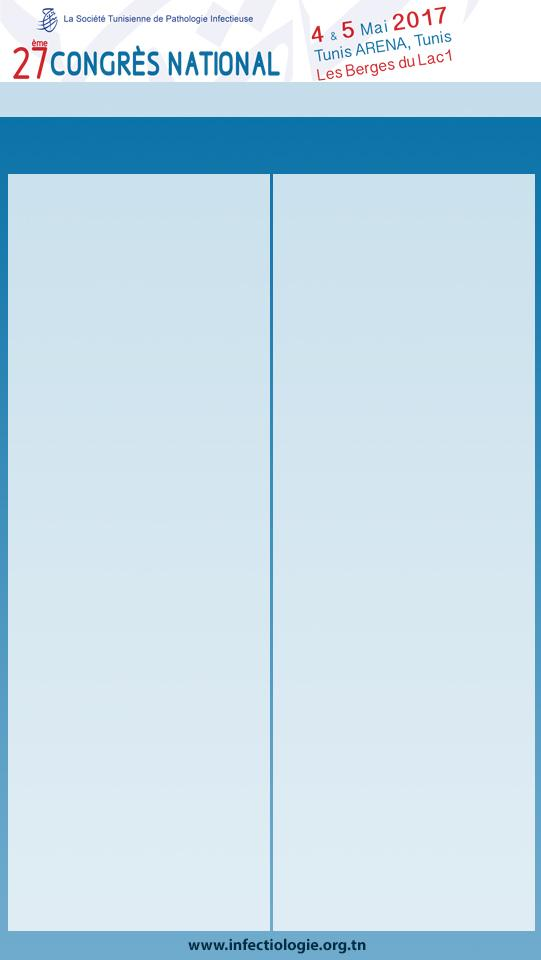 La Société Tunisienne de Pathologie Infectieuse
27ème CONGRÈS NATIONAL
4 & 5 Mai 2017
Tunis ARENA, Tunis
Les Berges du Lac1
www.infectiologie.org.tn